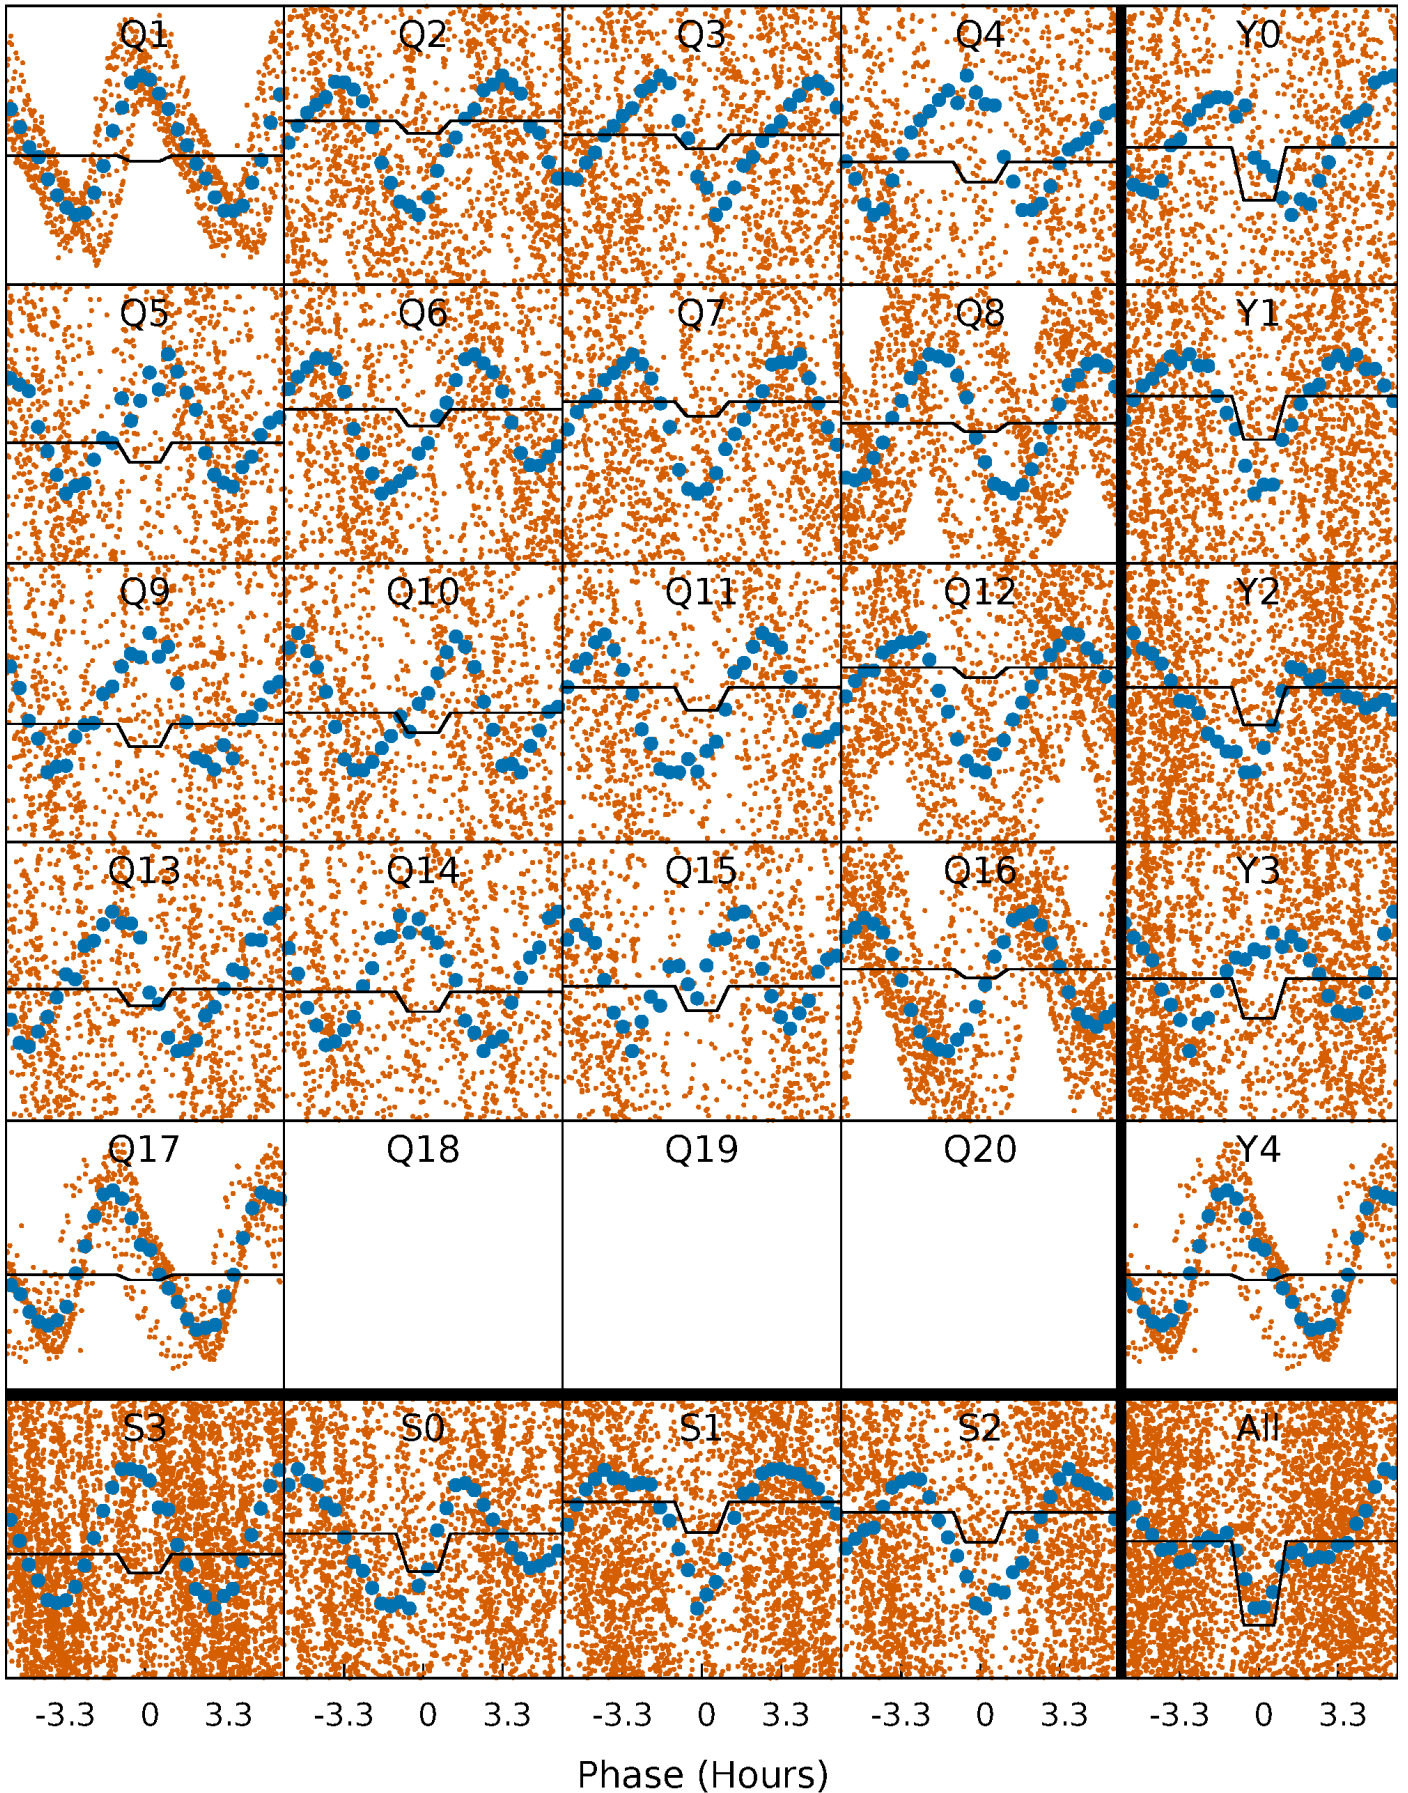 Q1 Q2 Q3 Q4 Y0
Q5 Q6 Q7 Q8 Y1
Q9 Q10 Q11 Q12 Y2
Q13 Q14 Q15 Q16 Y3
Q17 Q18 Q19 Q20 Y4
S3 S0 S1 S2 All
-3.3 0 3.3 -3.3 0 3.3 -3.3 0 3.3 -3.3 0 3.3 -3.3 0 3.3
Phase (Hours)